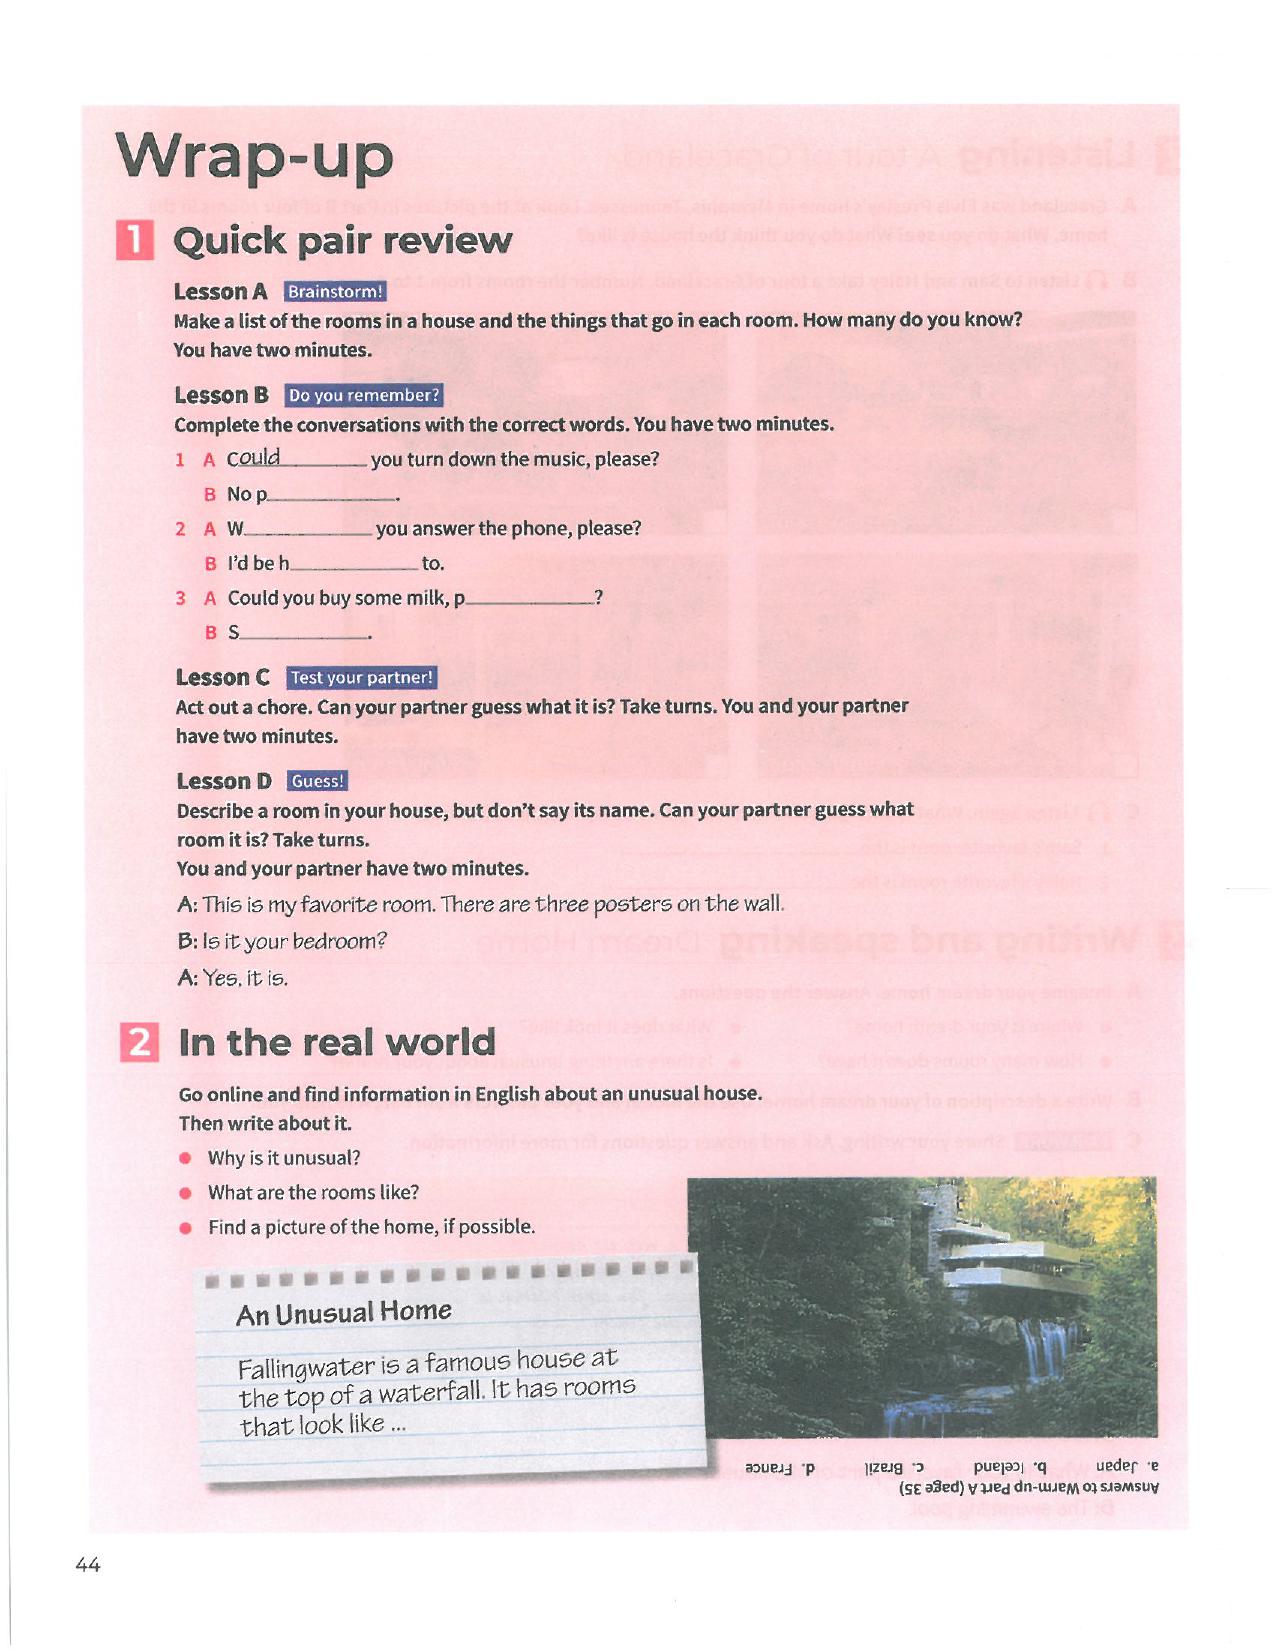 Wrap-up
1 Quick pair review
Lesson A Brainstorm!
Make a list of the rooms in a house and the things that go in each room. How many do you know?
You have two minutes.
Lesson B Do you remember?
Complete the conversations with the correct words. You have two minutes.
1 A Could you turn down the music, please?
B No p____________.
2 A W____________ you answer the phone, please?
B I'd be h____________ to.
3 A Could you buy some milk, p____________?
B S____________.
Lesson C Test your partner!
Act out a chore. Can your partner guess what it is? Take turns. You and your partner
have two minutes.
Lesson D Guess!
Describe a room in your house, but don't say its name. Can your partner guess what
room it is? Take turns.
You and your partner have two minutes.
A: This is my favorite room. There are three posters on the wall.
B: Is it your bedroom?
A: Yes, it is.
2 In the real world
Go online and find information in English about an unusual house.
Then write about it.
• Why is it unusual?
• What are the rooms like?
• Find a picture of the home, if possible.
An Unusual Home
Fallingwater is a famous house at
the top of a waterfall. It has rooms
that look like ...
Answers to Warm-up Part A (page 35)
a. Japan b. Iceland c. Brazil d. France
44